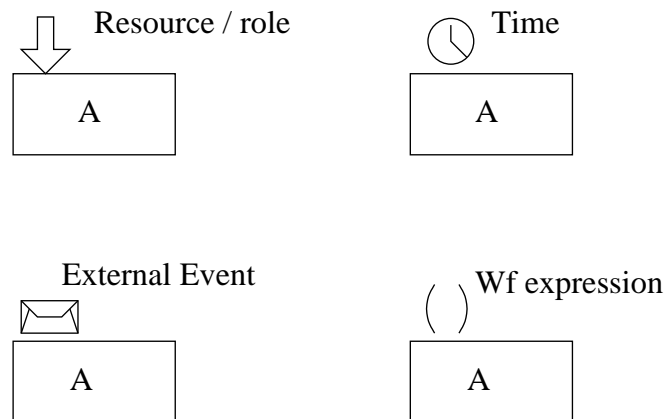 Resource / role
A
Time
A
External Event
A
Wf expression
( )
A